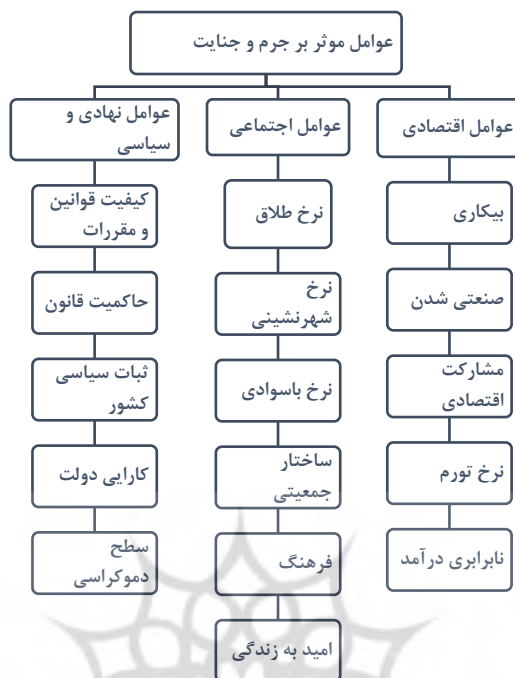 عوامل موثر بر جرم و جنایت
عوامل اقتصادی
بیکاری
صنعتی شدن
مشارکت
اقتصادی
نرخ تورم
نابرابری درآمد
عوامل اجتماعی
نرخ طلاق
نرخ
شهرنشینی
نرخ باسوادی
ساختار
جمعیتی
فرهنگ
امید به زندگی
عوامل نهادی و
سیاسی
کیفیت قوانین
و مقررات
حاکمیت قانون
ثبات سیاسی
کشور
کارایی دولت
سطح
دموکراسی